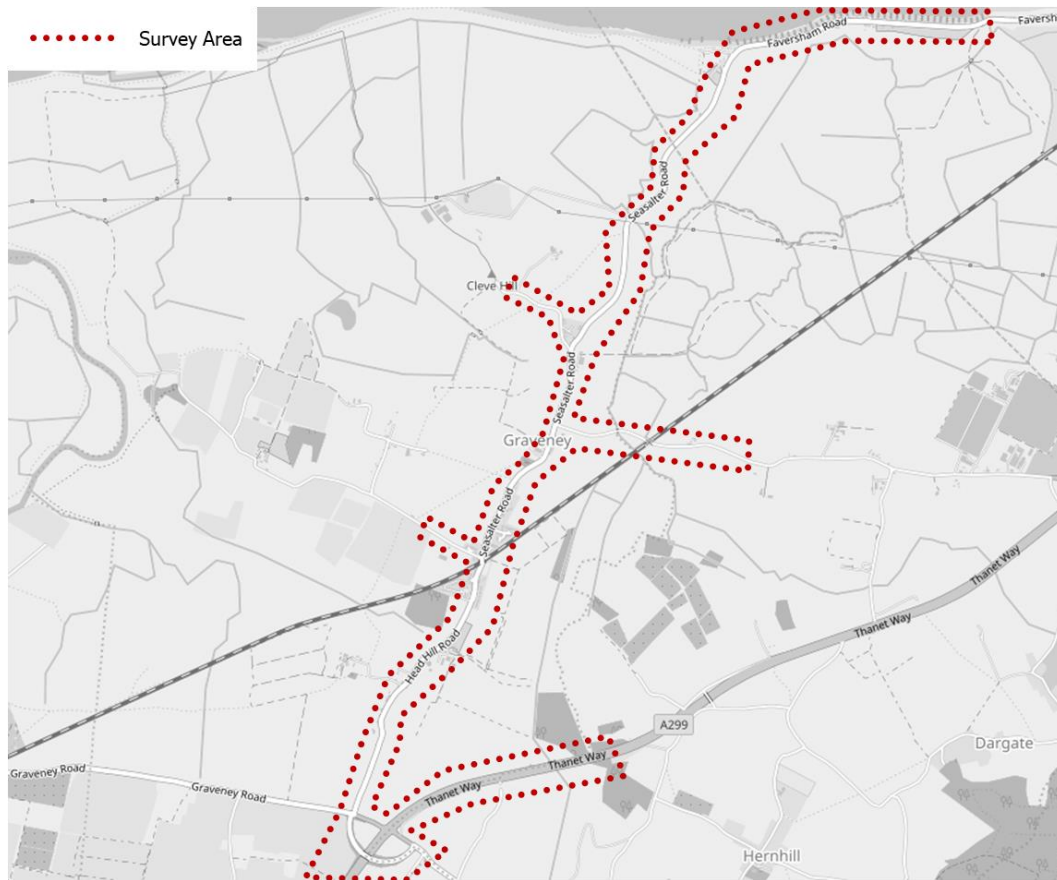 Survey Area
Faversham Road
Faversh
Seasalter Road
Cleve Hill
Seasalter Road
Graveney
Seasalter Road
Thanet Way
Thanet Way
Head Hill Road
A299
Dargate
Thanet Way
Graveney Road
Graveney Road
Thanet Way
Hernhill